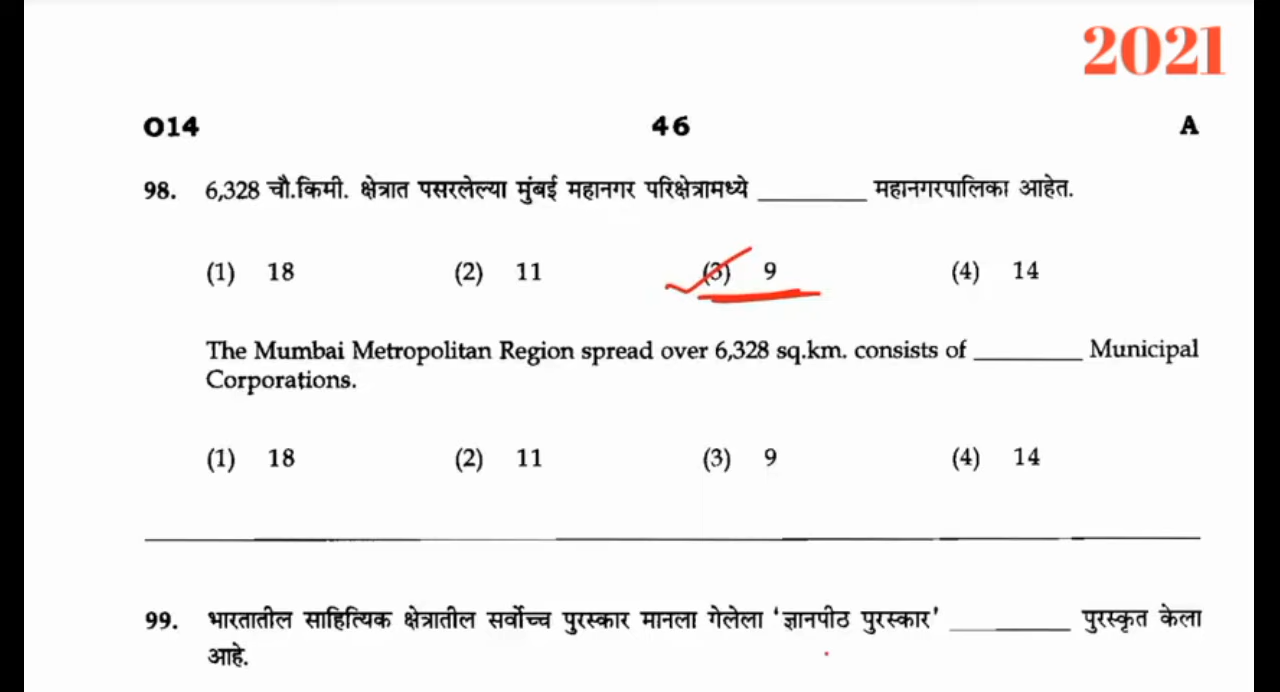 2021
O14 46 A
98. 6,328 चौ.किमी. क्षेत्रात पसरलेल्या मुंबई महानगर परिक्षेत्रामध्ये ________ महानगरपालिका आहेत.
(1) 18 (2) 11 (3) 9 (4) 14
The Mumbai Metropolitan Region spread over 6,328 sq.km. consists of ________ Municipal
Corporations.
(1) 18 (2) 11 (3) 9 (4) 14
99. भारतातील साहित्यिक क्षेत्रातील सर्वोच्च पुरस्कार मानला गेलेला ‘ज्ञानपीठ पुरस्कार’ ________ पुरस्कृत केला
आहे.